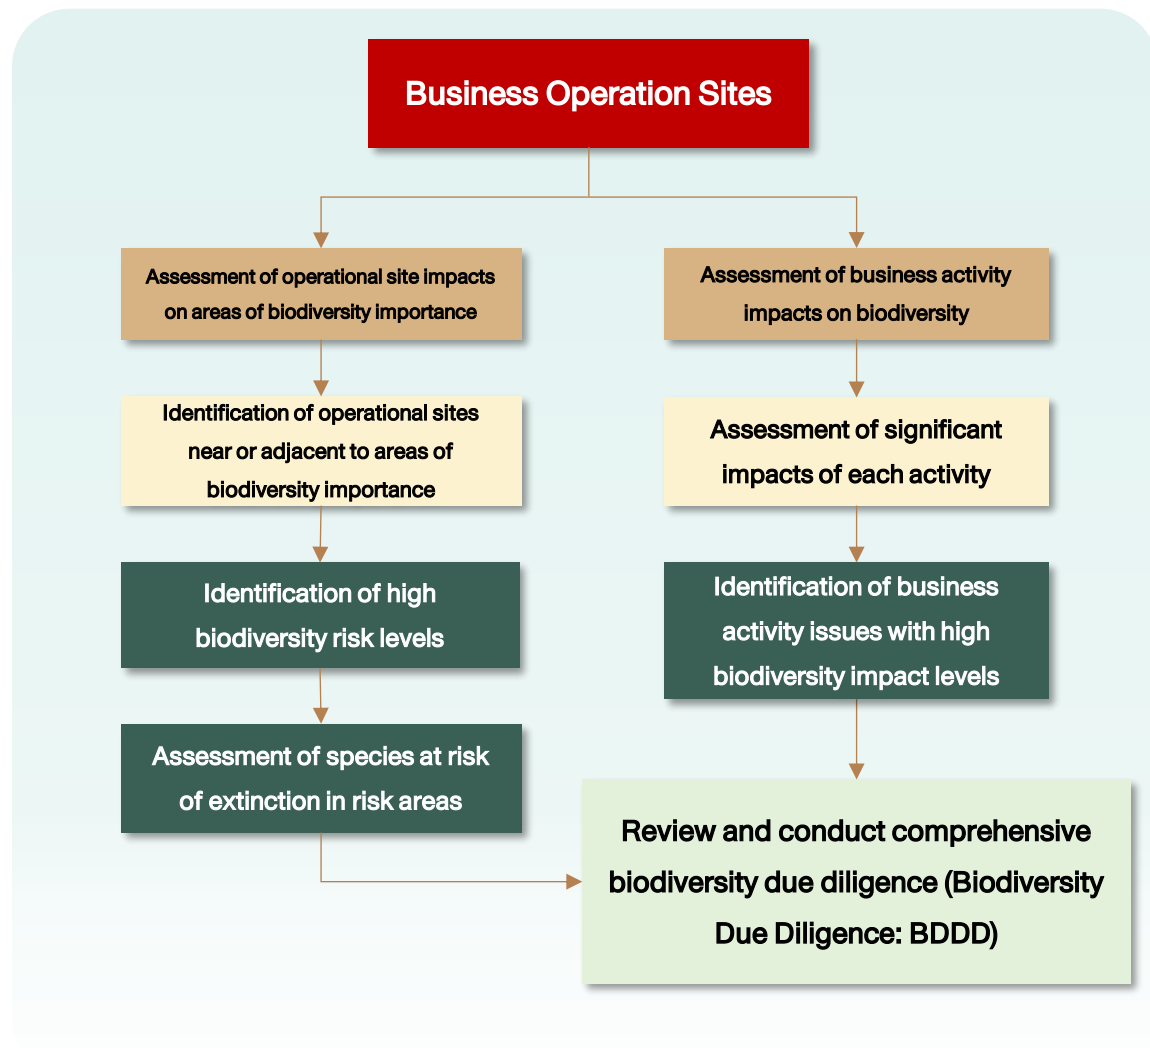 Business Operation Sites
Assessment of operational site impacts
on areas of biodiversity importance
Identification of operational sites
near or adjacent to areas of
biodiversity importance
Identification of high
biodiversity risk levels
Assessment of species at risk
of extinction in risk areas
Assessment of business activity
impacts on biodiversity
Assessment of significant
impacts of each activity
Identification of business
activity issues with high
biodiversity impact levels
Review and conduct comprehensive
biodiversity due diligence (Biodiversity
Due Diligence: BDDD)